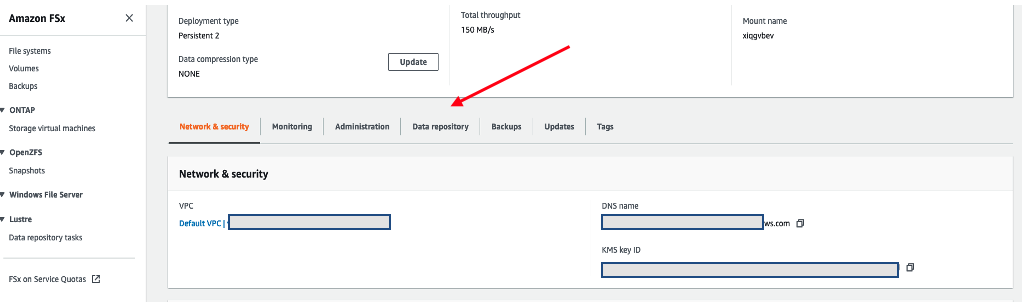 Amazon FSx
File systems
Volumes
Backups
ONTAP
Storage virtual machines
OpenZFS
Snapshots
Windows File Server
Lustre
Data repository tasks
FSx on Service Quotas
Deployment type
Persistent 2
Data compression type
NONE
Update
Total throughput
150 MB/s
Mount name
xiqgvbev
Network & security Monitoring Administration Data repository Backups Updates Tags
Network & security
VPC
Default VPC |
DNS name
ws.com
KMS key ID